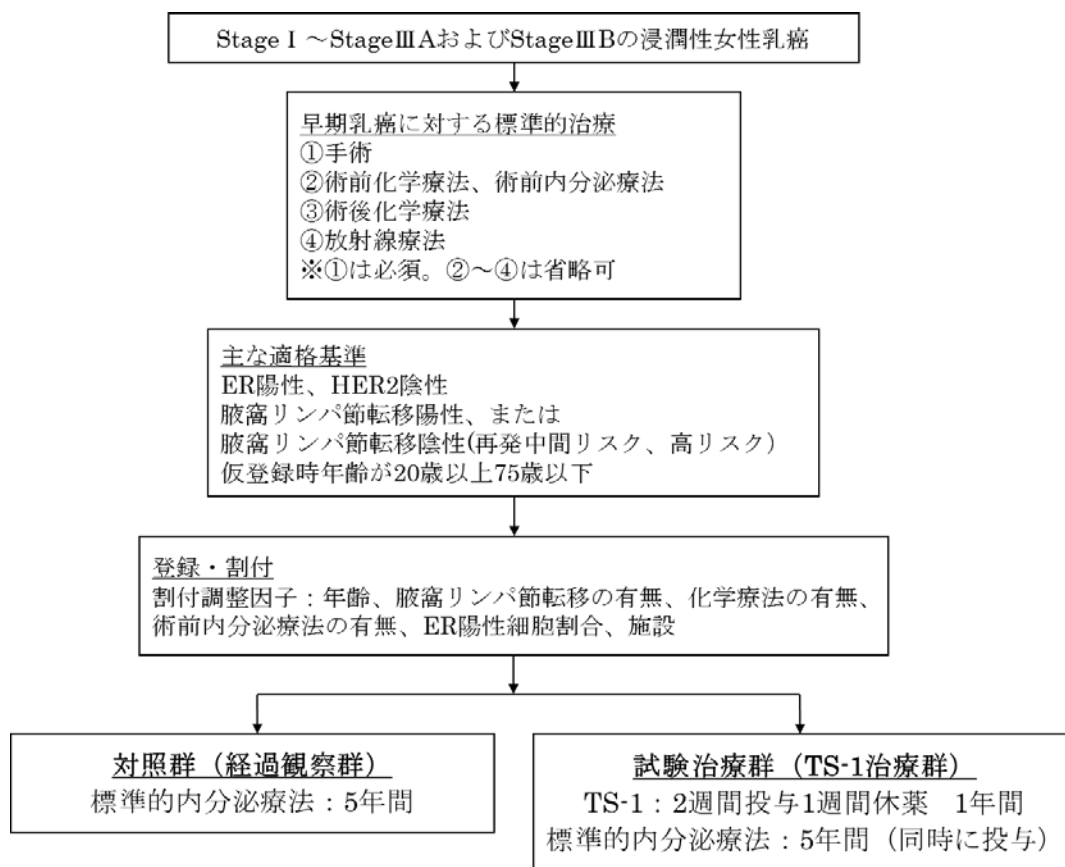 Stage Ⅰ ～StageⅢAおよびStageⅢBの浸潤性女性乳癌
早期乳癌に対する標準的治療
①手術
②術前化学療法、術前内分泌療法
③術後化学療法
④放射線療法
※①は必須。②～④は省略可
主な適格基準
ER陽性、HER2陰性
腋窩リンパ節転移陽性、または
腋窩リンパ節転移陰性(再発中間リスク、高リスク)
仮登録時年齢が20歳以上75歳以下
登録・割付
割付調整因子：年齢、腋窩リンパ節転移の有無、化学療法の有無、
術前内分泌療法の有無、ER陽性細胞割合、施設
対照群（経過観察群）
標準的内分泌療法：5年間
試験治療群（TS-1治療群）
TS-1：2週間投与1週間休薬　1年間
標準的内分泌療法：5年間（同時に投与）